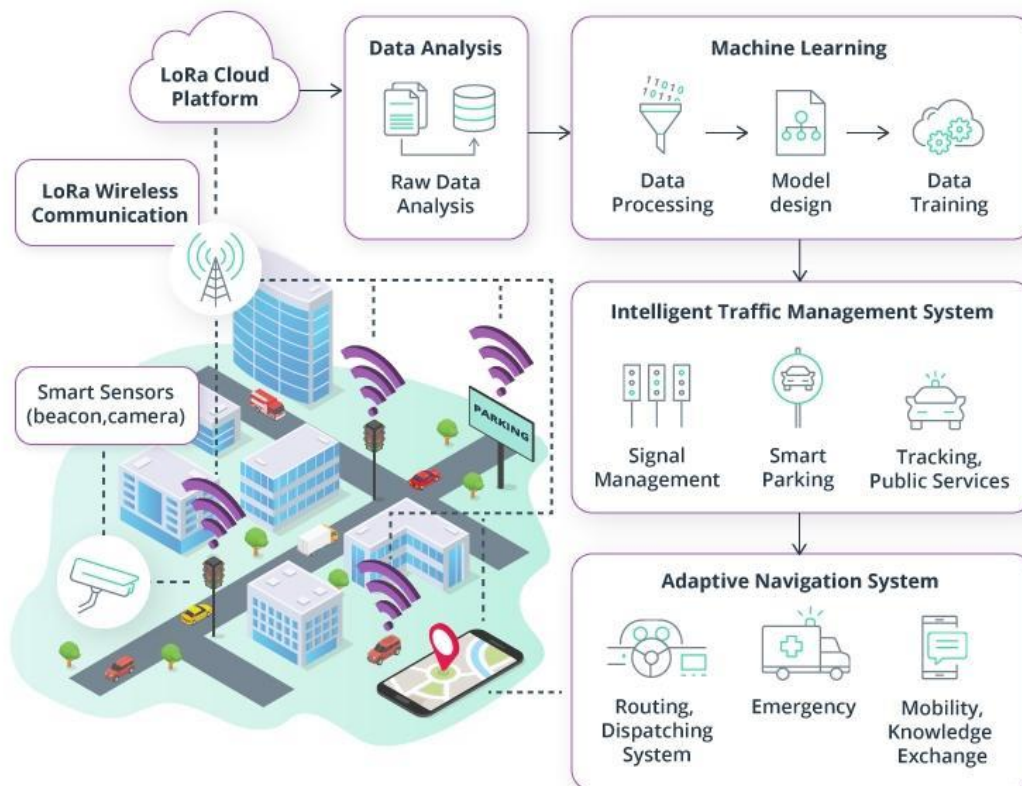 LoRa Cloud
Platform
Data Analysis
Raw Data
Analysis
Machine Learning
11010
10110
Data
Processing
Model
design
Data
Training
LoRa Wireless
Communication
Smart Sensors
(beacon,camera)
PARKING
Intelligent Traffic Management System
Signal
Management
Smart
Parking
Tracking,
Public Services
Adaptive Navigation System
Routing,
Dispatching
System
Emergency
Mobility,
Knowledge
Exchange